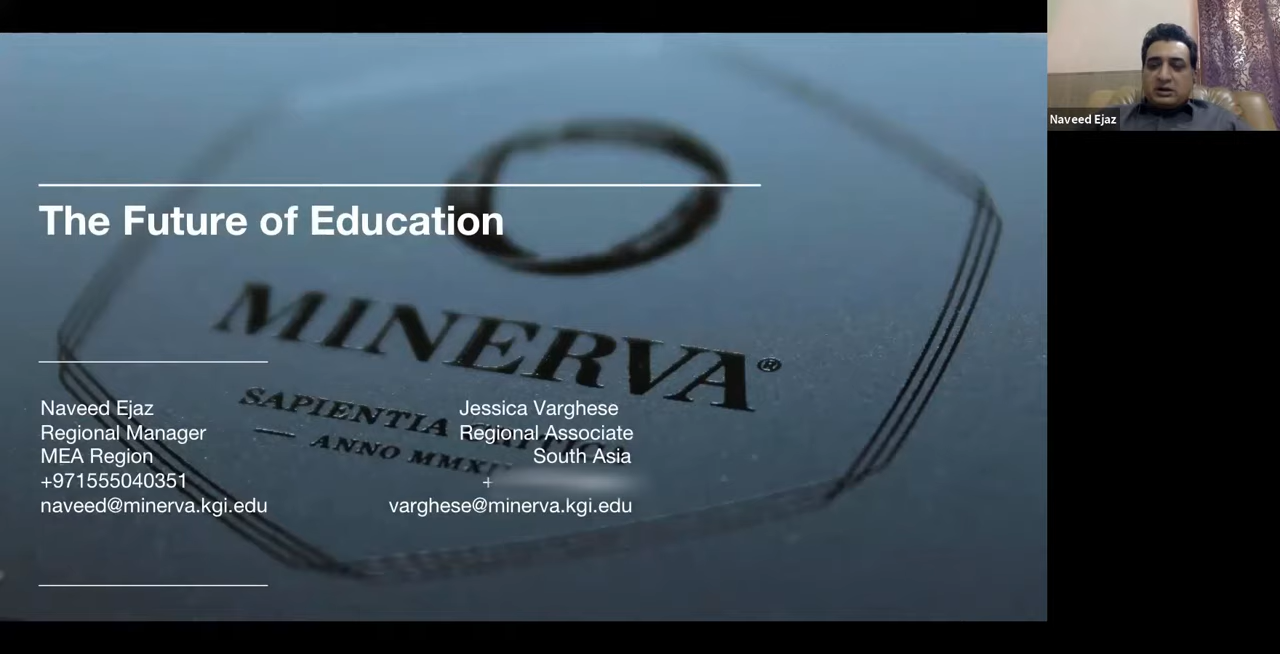 The Future of Education
MINERVA®
SAPIENTIA
ANNO
Naveed Ejaz
Regional Manager
MEA Region
+971555040351
naveed@minerva.kgi.edu
Jessica Varghese
Regional Associate
South Asia
+
varghese@minerva.kgi.edu
Naveed Ejaz